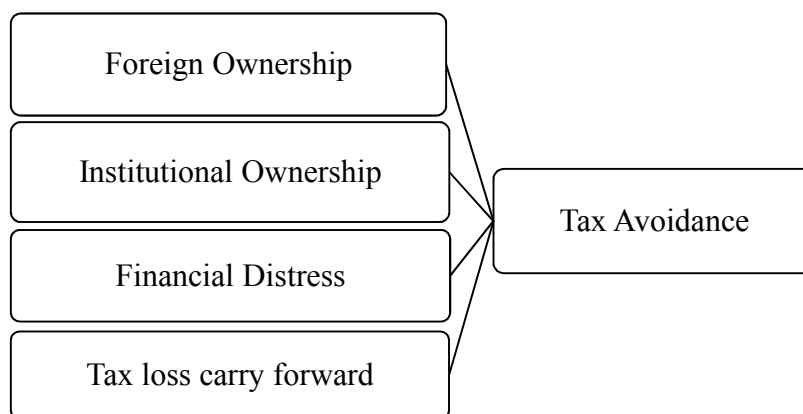 Foreign Ownership
Institutional Ownership
Tax Avoidance
Financial Distress
Tax loss carry forward